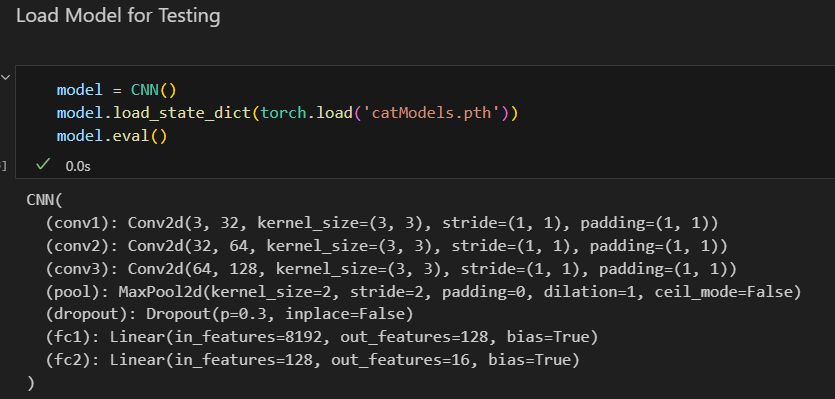 Load Model for Testing
model = CNN()
model.load_state_dict(torch.load('catModels.pth'))
model.eval()
]
0.0s
CNN(
  (conv1): Conv2d(3, 32, kernel_size=(3, 3), stride=(1, 1), padding=(1, 1))
  (conv2): Conv2d(32, 64, kernel_size=(3, 3), stride=(1, 1), padding=(1, 1))
  (conv3): Conv2d(64, 128, kernel_size=(3, 3), stride=(1, 1), padding=(1, 1))
  (pool): MaxPool2d(kernel_size=2, stride=2, padding=0, dilation=1, ceil_mode=False)
  (dropout): Dropout(p=0.3, inplace=False)
  (fc1): Linear(in_features=8192, out_features=128, bias=True)
  (fc2): Linear(in_features=128, out_features=16, bias=True)
)